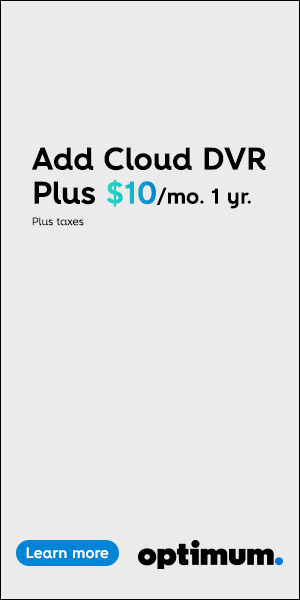 Add Cloud DVR
Plus $10/mo. 1 yr.
Plus taxes
Learn more
optimum.